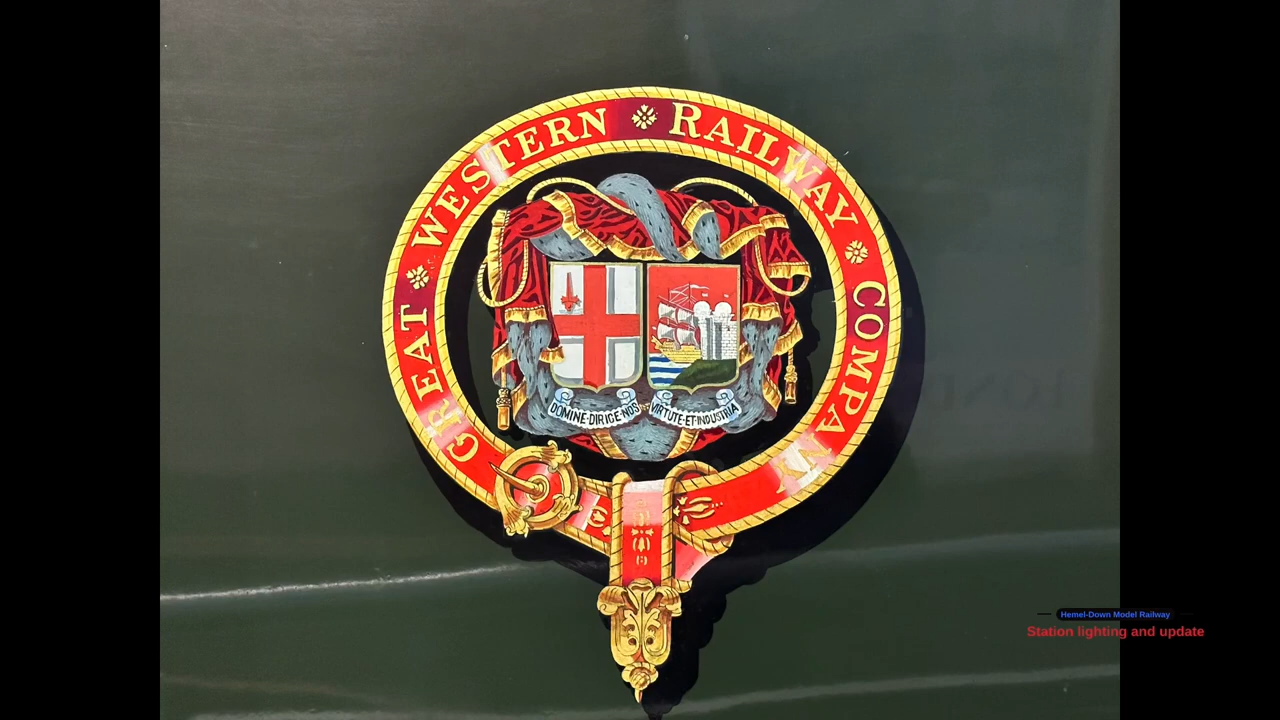 GREAT WESTERN RAILWAY COMPANY
DOMINE·DIRIGE·NOS
VIRTUTE·ET·INDUSTRIA
Hemel-Down Model Railway
Station lighting and update